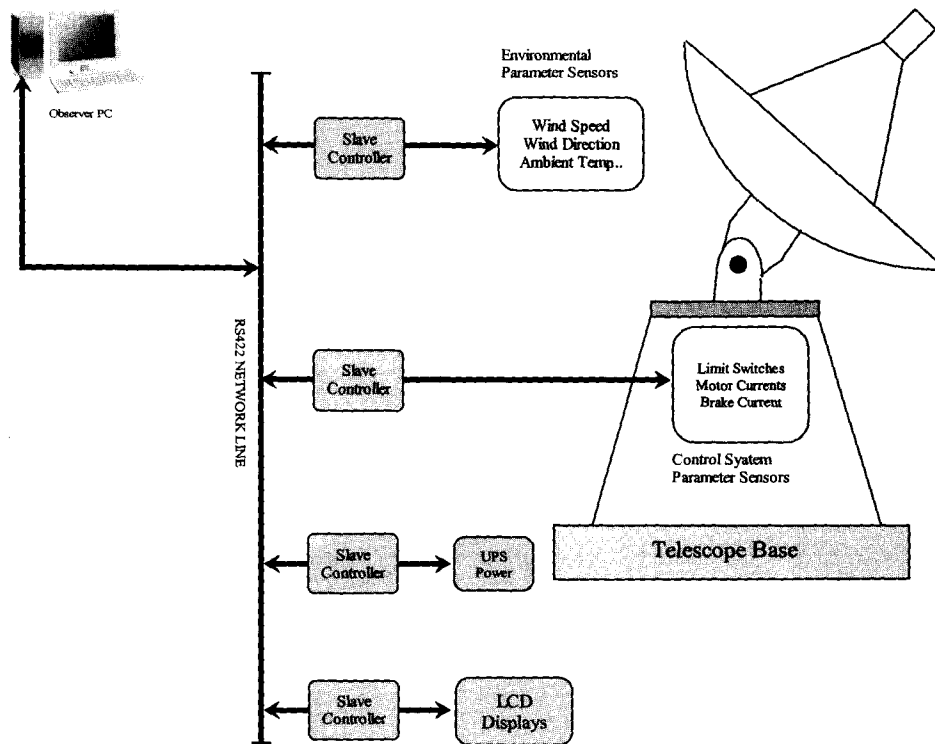 Observer PC
Environmental
Parameter Sensors
Slave
Controller
Wind Speed
Wind Direction
Ambient Temp..
RS422 NETWORK LINE
Slave
Controller
Limit Switches
Motor Currents
Brake Current
Control Syatem
Parameter Sensors
Slave
Controller
UPS
Power
Telescope Base
Slave
Controller
LCD
Displays